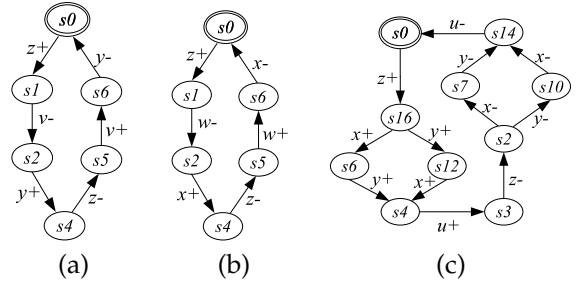 s0
z+
y-
s1
s6
v-
v+
s2
s5
y+
z-
s4
(a)
s0
z+
x-
s1
s6
w-
w+
s2
s5
x+
z-
s4
(b)
s0
u-
s14
z+
y-
x-
s7
s10
s16
x-
y-
x+
y+
s2
s6
s12
y+
x+
z-
s4
u+
s3
(c)